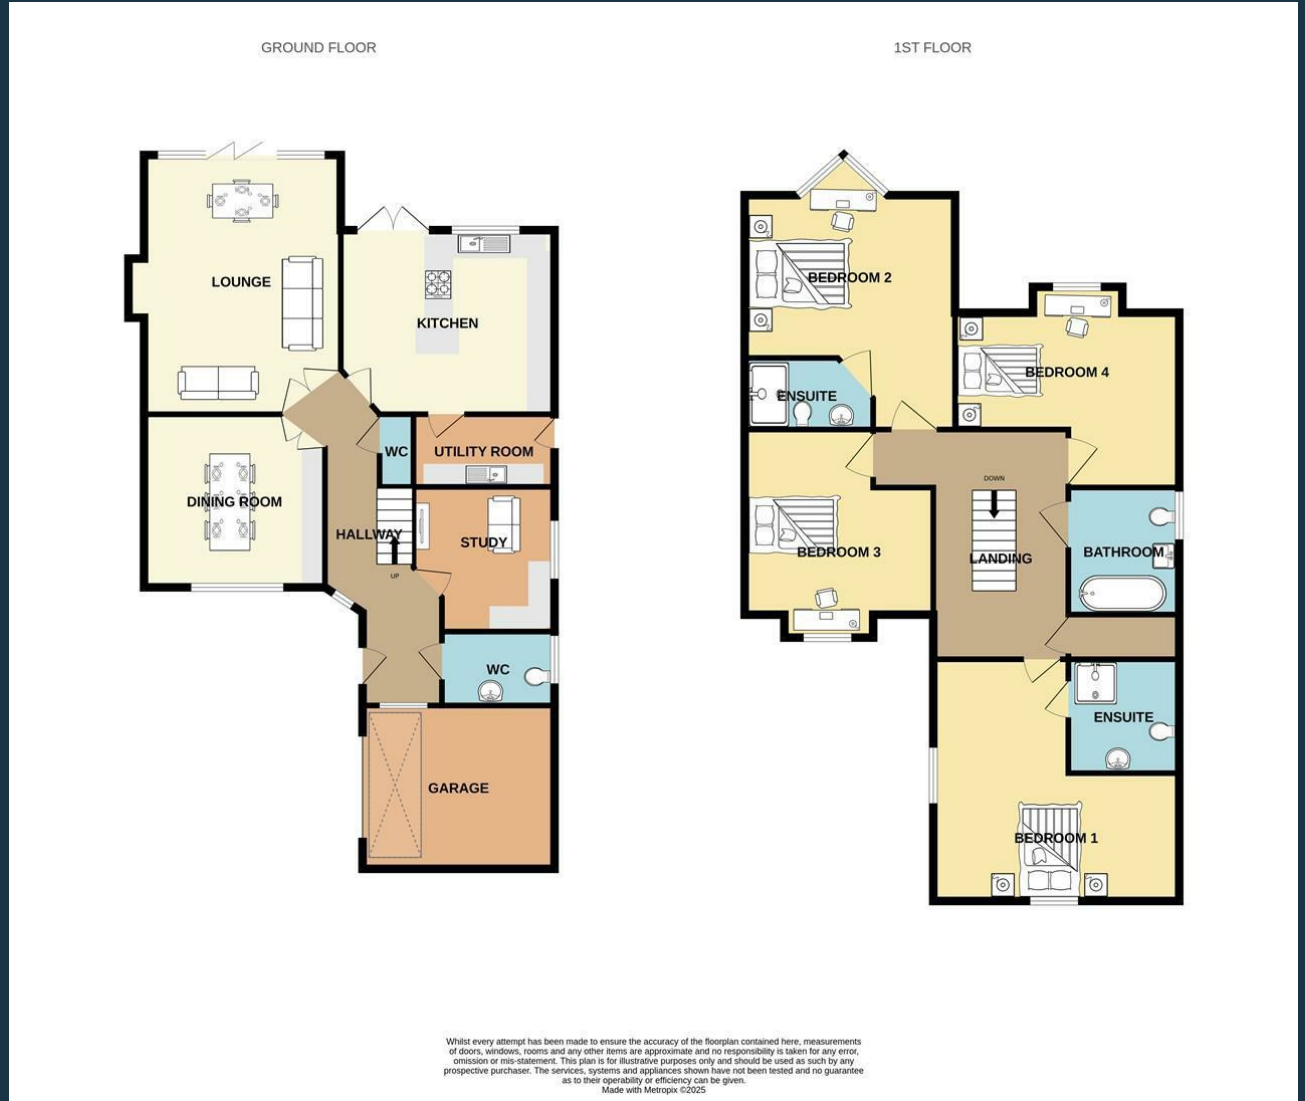 GROUND FLOOR
1ST FLOOR
LOUNGE
KITCHEN
WC
UTILITY ROOM
DINING ROOM
HALLWAY
STUDY
UP
WC
GARAGE
BEDROOM 2
BEDROOM 4
ENSUITE
DOWN
BEDROOM 3
LANDING
BATHROOM
ENSUITE
BEDROOM 1
Whilst every attempt has been made to ensure the accuracy of the floorplan contained here, measurements
of doors, windows, rooms and any other items are approximate and no responsibility is taken for any error,
omission or mis-statement. This plan is for illustrative purposes only and should be used as such by any
prospective purchaser. The services, systems and appliances shown have not been tested and no guarantee
as to their operability or efficiency can be given.
Made with Metropix ©2025